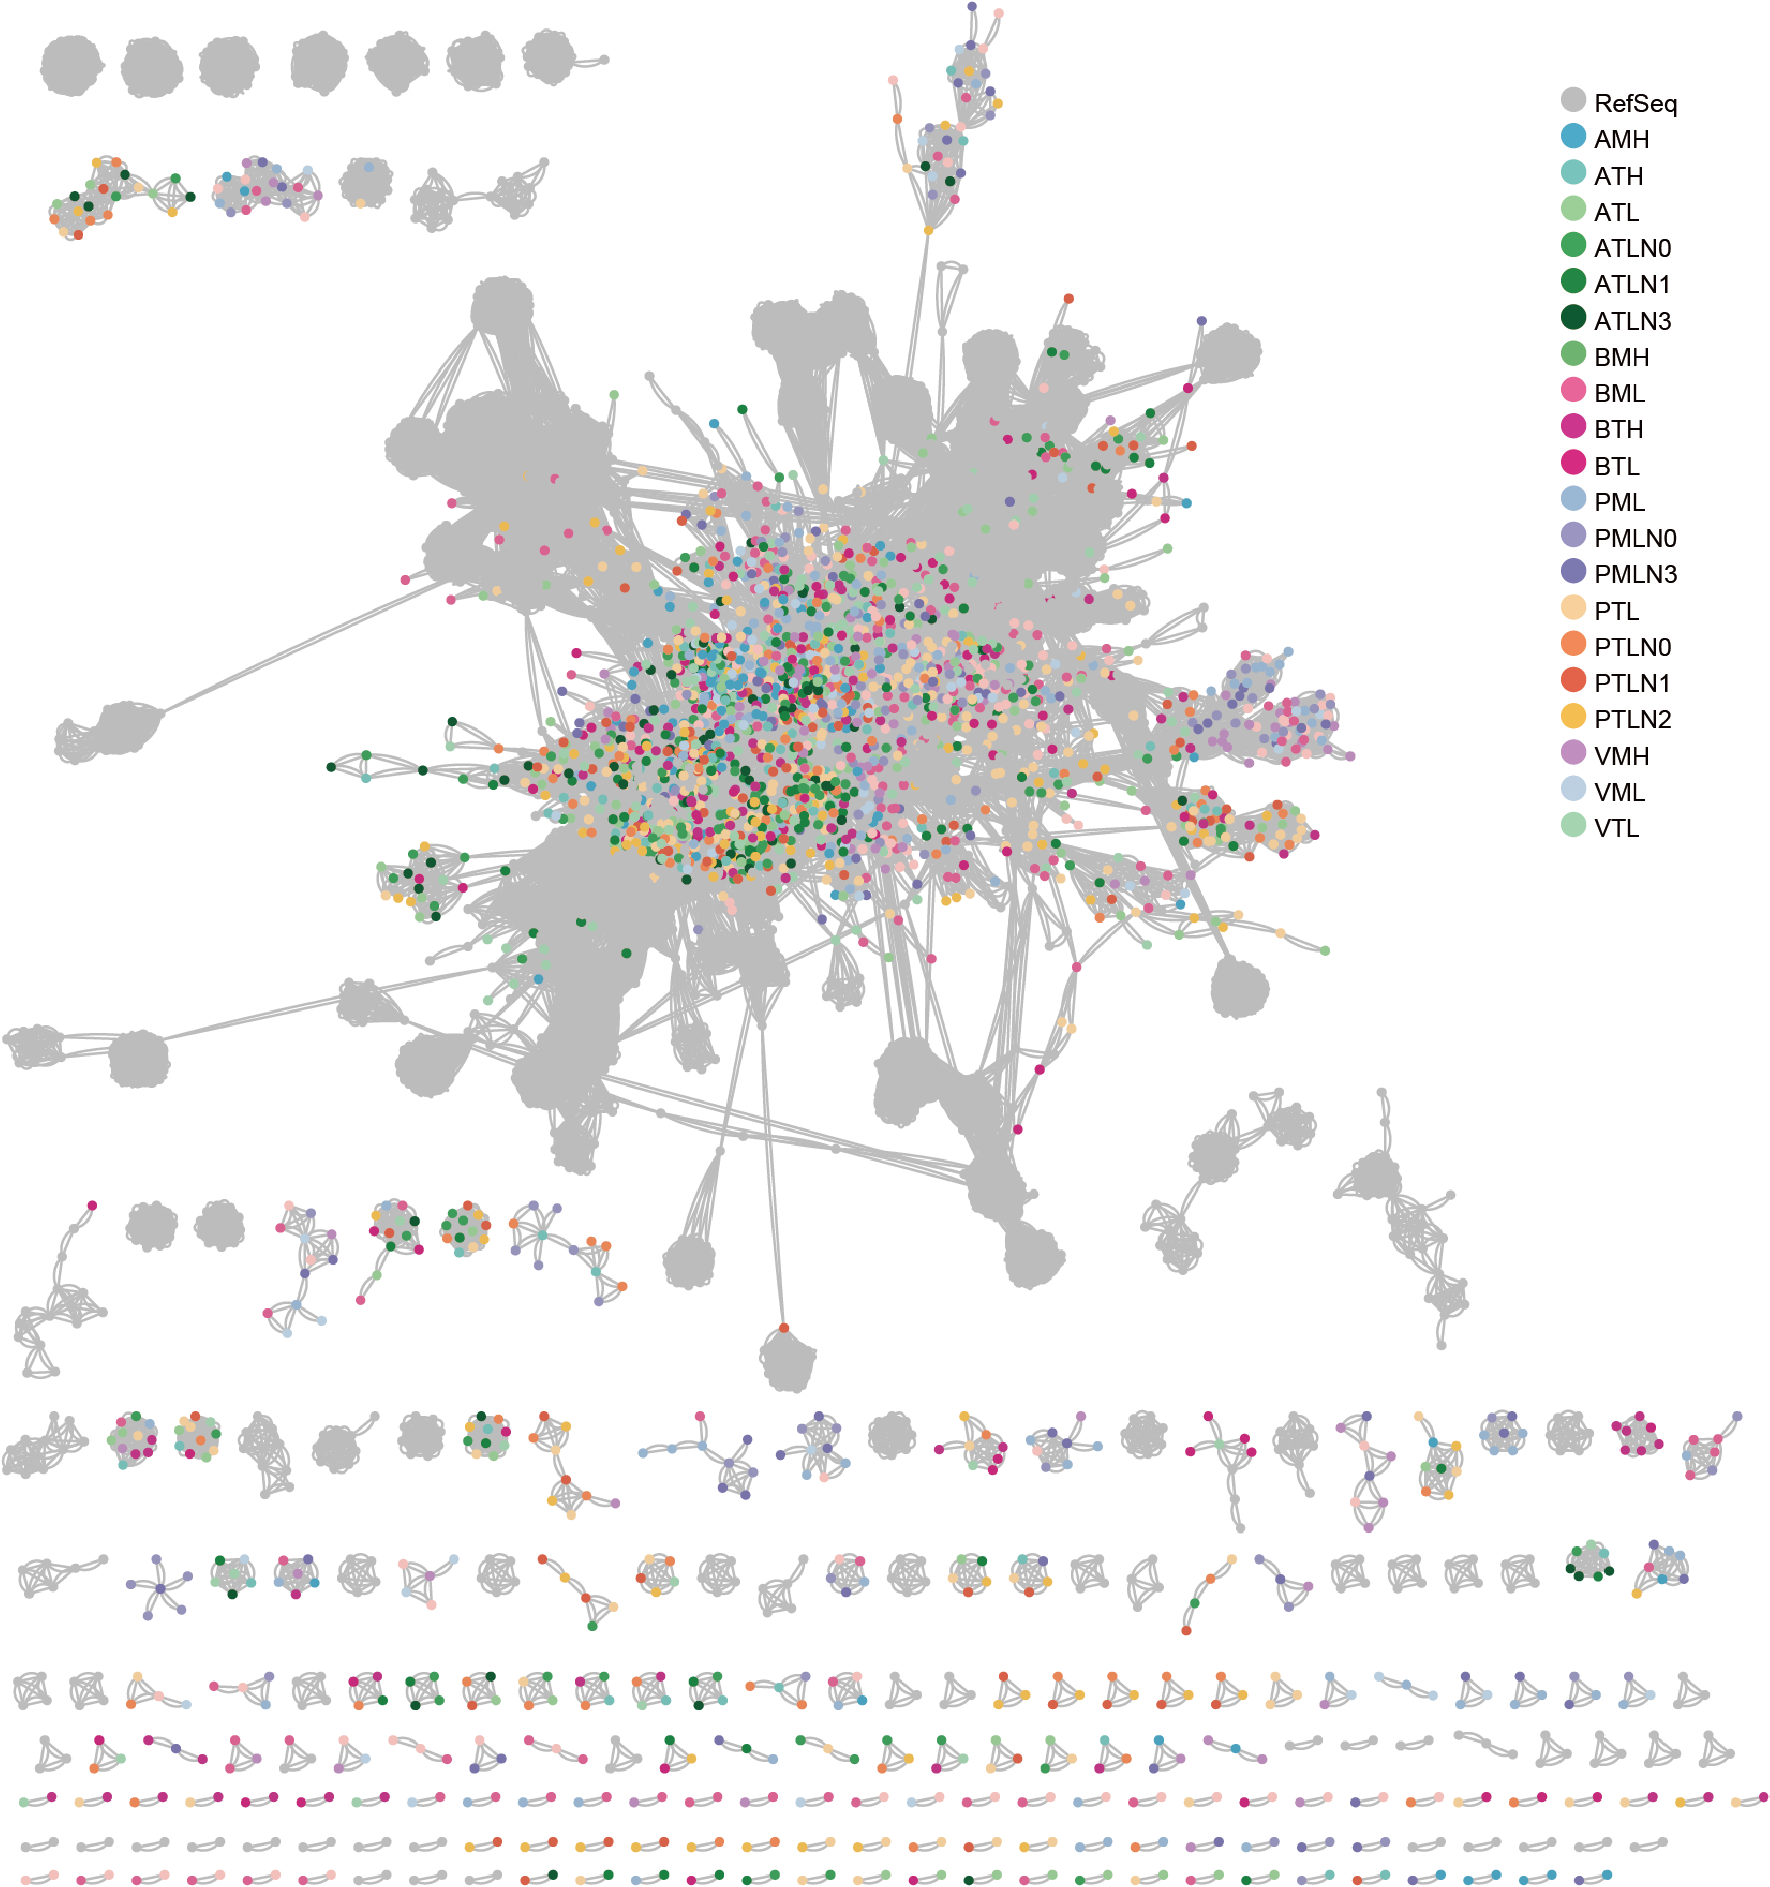 RefSeq
AMH
ATH
ATL
ATLN0
ATLN1
ATLN3
BMH
BML
BTH
BTL
PML
PMLN0
PMLN3
PTL
PTLN0
PTLN1
PTLN2
VMH
VML
VTL